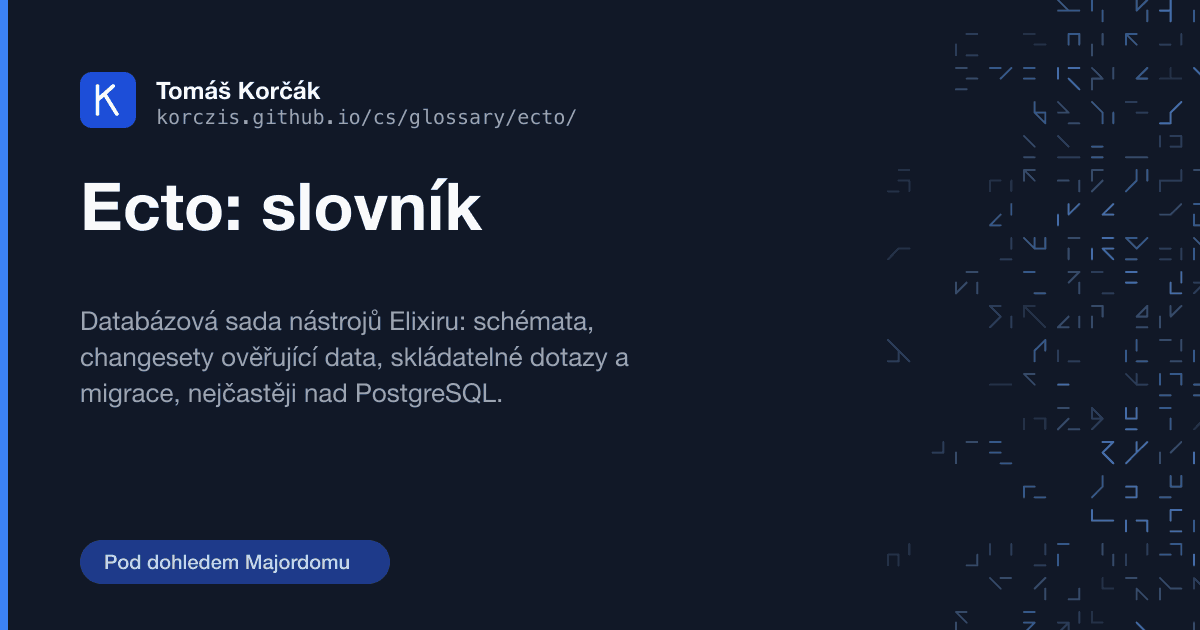 K
Tomáš Korčák
korczis.github.io/cs/glossary/ecto/
Ecto: slovník
Databázová sada nástrojů Elixiru: schémata,
changesety ověřující data, skládatelné dotazy a
migrace, nejčastěji nad PostgreSQL.
Pod dohledem Majordomu